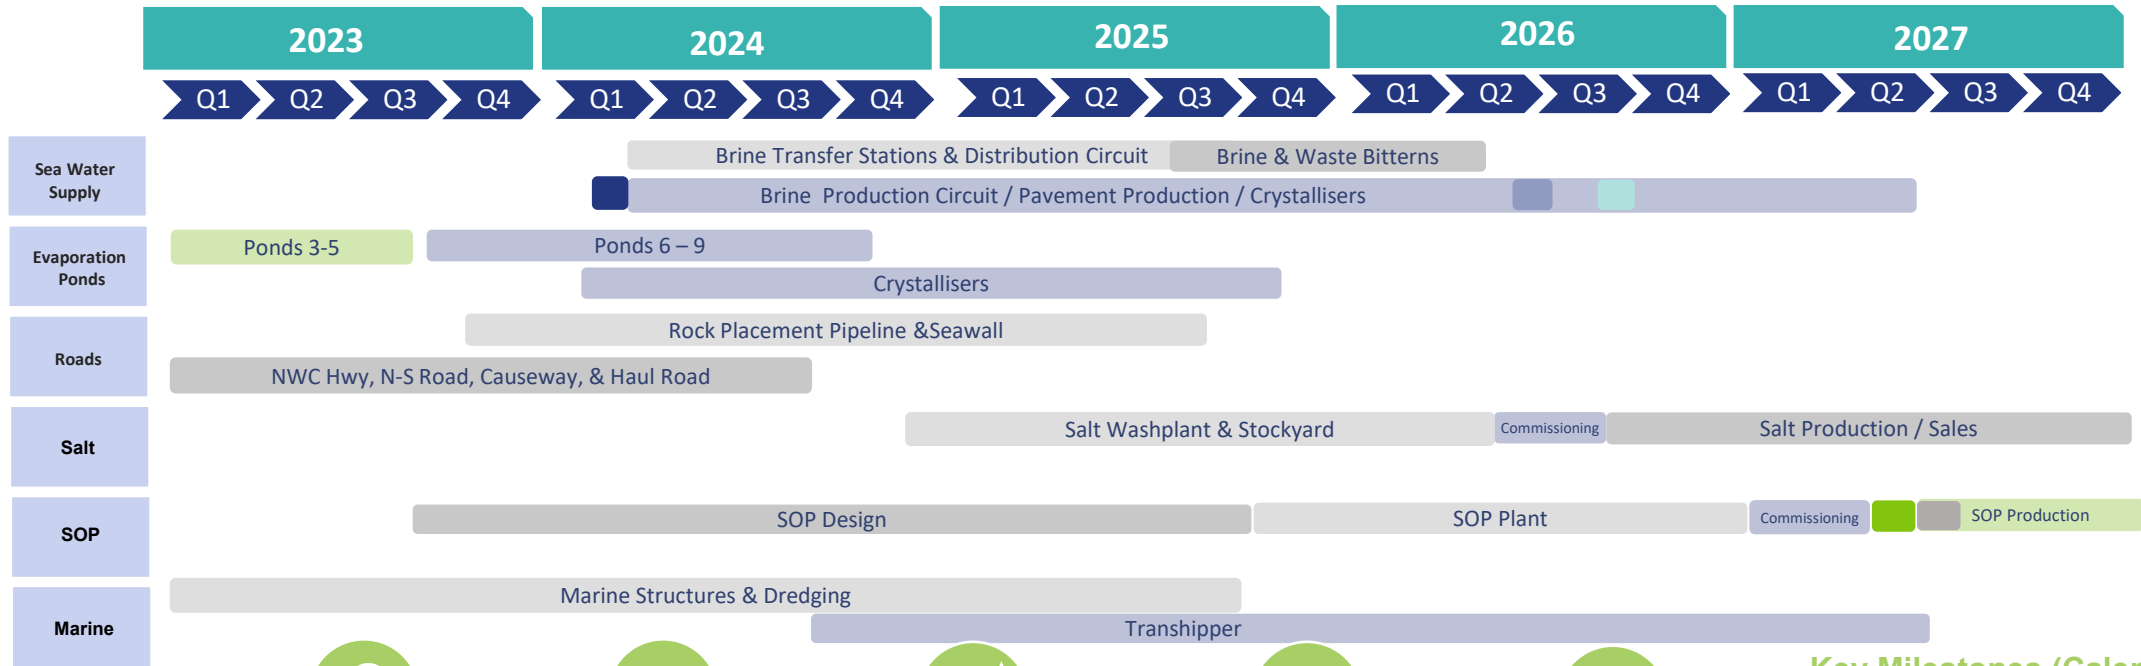 2023 2024 2025 2026 2027
Q1 Q2 Q3 Q4 Q1 Q2 Q3 Q4 Q1 Q2 Q3 Q4 Q1 Q2 Q3 Q4 Q1 Q2 Q3 Q4
Sea Water
Supply
Brine Transfer Stations & Distribution Circuit
Brine & Waste Bitterns
Brine Production Circuit / Pavement Production / Crystallisers
Evaporation
Ponds
Ponds 3-5
Ponds 6 – 9
Crystallisers
Roads
Rock Placement Pipeline &Seawall
NWC Hwy, N-S Road, Causeway, & Haul Road
Salt
Salt Washplant & Stockyard
Commissioning
Salt Production / Sales
SOP
SOP Design
SOP Plant
Commissioning
SOP Production
Marine
Marine Structures & Dredging
Transhipper
Key Milestones